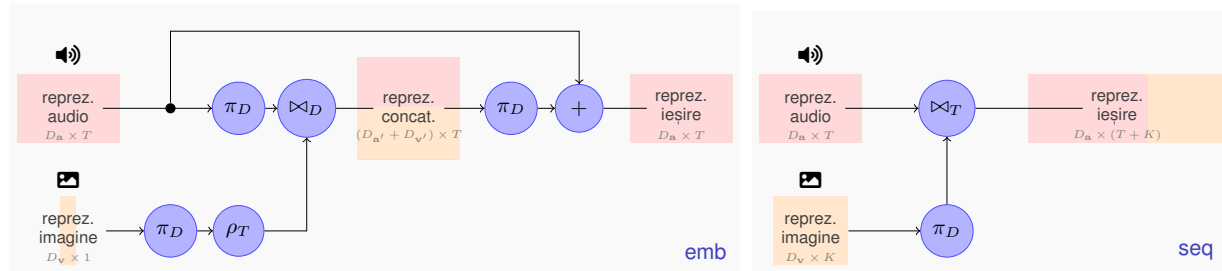 reprez.
audio
D_a × T
π_D
⋈_D
reprez.
concat.
(D_a′ + D_v′) × T
π_D
+
reprez.
ieșire
D_a × T
reprez.
imagine
D_v × 1
π_D
ρ_T
emb
reprez.
audio
D_a × T
⋈_T
reprez.
ieșire
D_a × (T + K)
reprez.
imagine
D_v × K
π_D
seq